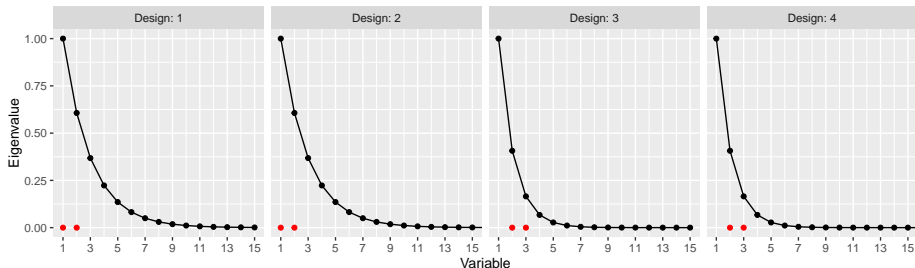 Design: 1
Design: 2
Design: 3
Design: 4
Eigenvalue
1.00
0.75
0.50
0.25
0.00
1 3 5 7 9 11 13 15
1 3 5 7 9 11 13 15
1 3 5 7 9 11 13 15
1 3 5 7 9 11 13 15
Variable